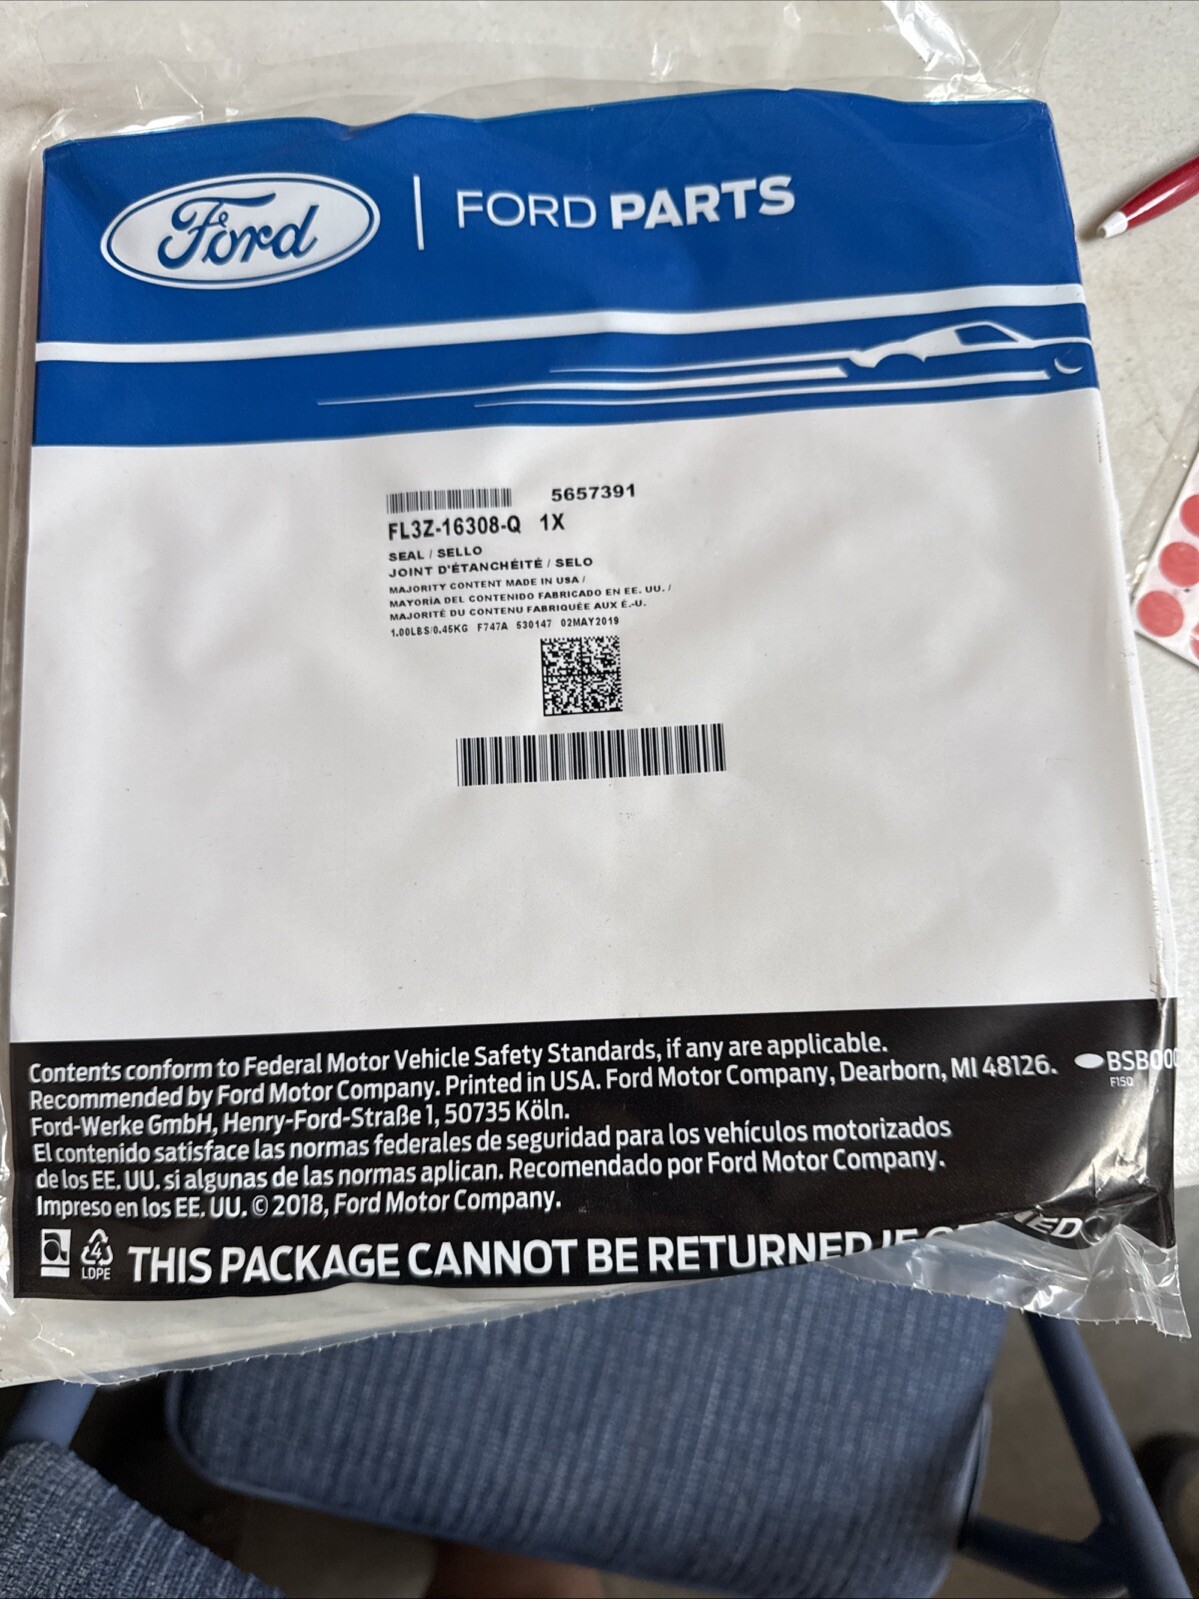 Ford
FORD PARTS
5657391
FL3Z-16308-Q 1X
SEAL / SELLO
JOINT D'ÉTANCHÉITÉ / SELO
MAJORITY CONTENT MADE IN USA /
MAYORÍA DEL CONTENIDO FABRICADO EN EE. UU. /
MAJORITÉ DU CONTENU FABRIQUÉE AUX É.-U.
1.00LBS/0.45KG F747A 530147 02MAY2019
Contents conform to Federal Motor Vehicle Safety Standards, if any are applicable.
Recommended by Ford Motor Company. Printed in USA. Ford Motor Company, Dearborn, MI 48126.
Ford-Werke GmbH, Henry-Ford-Straße 1, 50735 Köln.
El contenido satisface las normas federales de seguridad para los vehículos motorizados
de los EE. UU. si algunas de las normas aplican. Recomendado por Ford Motor Company.
Impreso en los EE. UU. © 2018, Ford Motor Company.
BSB000
F150
4
LDPE
THIS PACKAGE CANNOT BE RETURNED IF